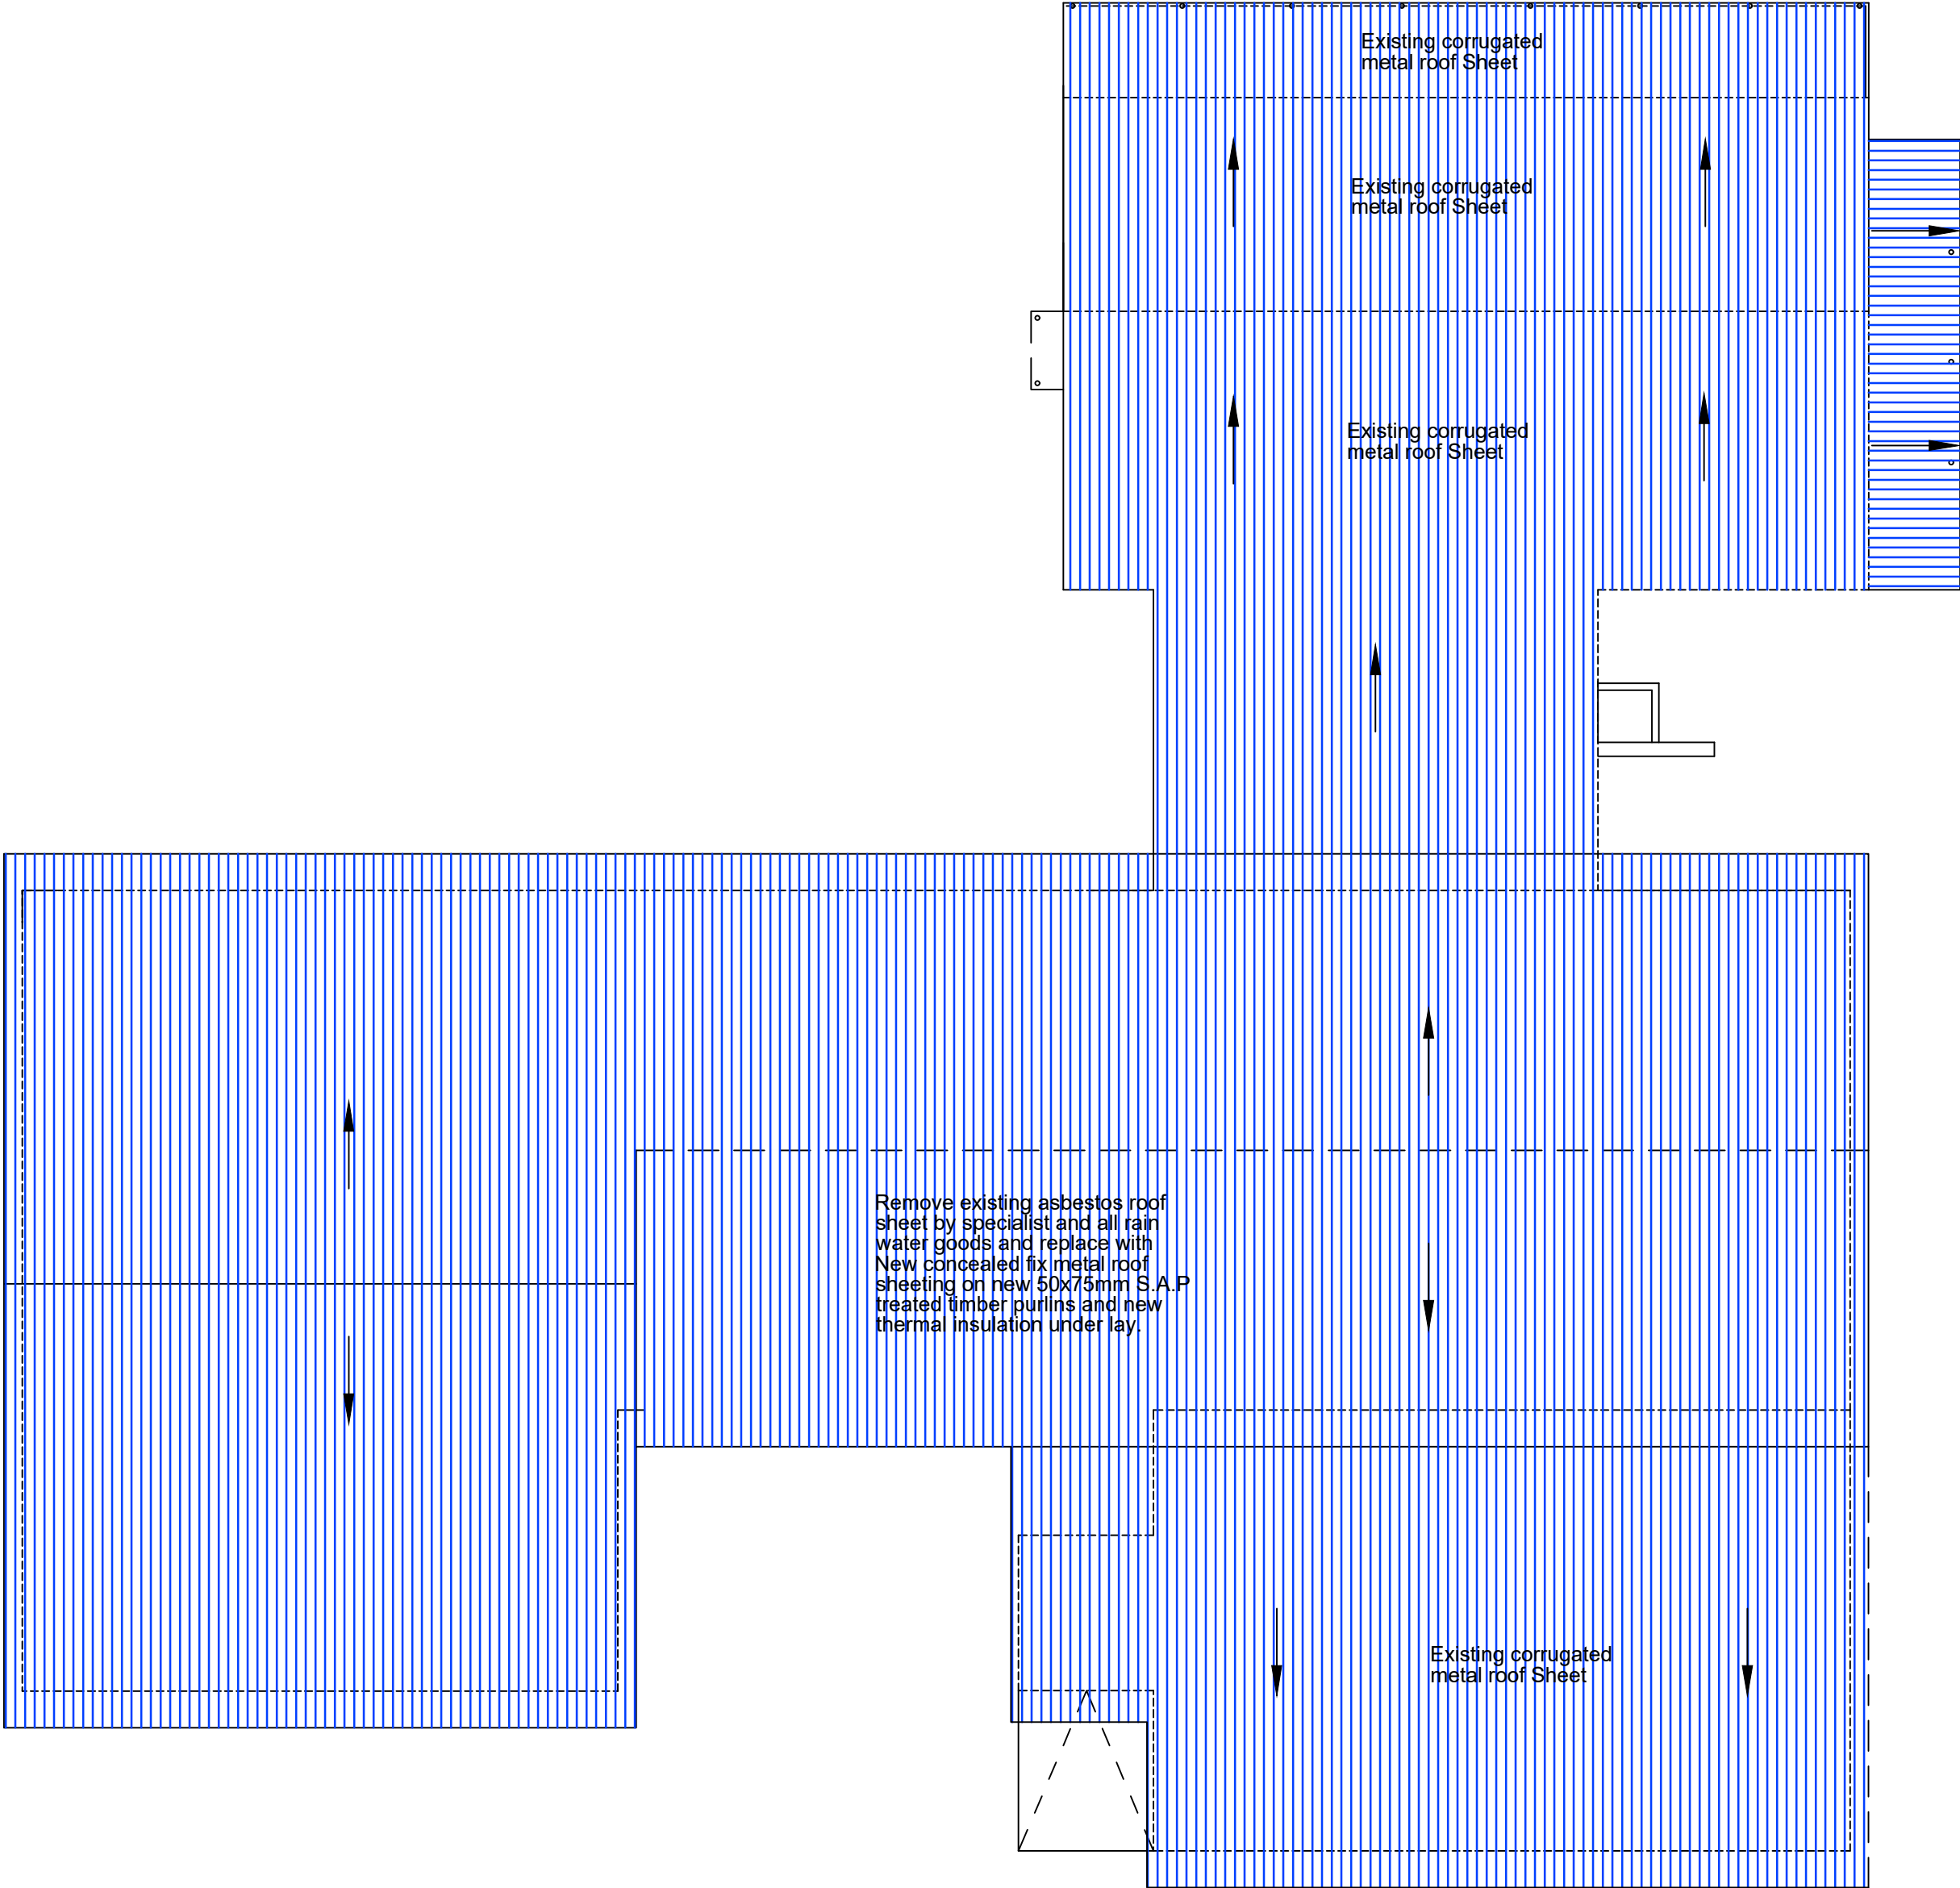 Existing corrugated
metal roof Sheet
Existing corrugated
metal roof Sheet
Existing corrugated
metal roof Sheet
Remove existing asbestos roof
sheet by specialist and all rain
water goods and replace with
New concealed fix metal roof
sheeting on new 50x75mm S.A.P
treated timber purlins and new
thermal insulation under lay.
Existing corrugated
metal roof Sheet